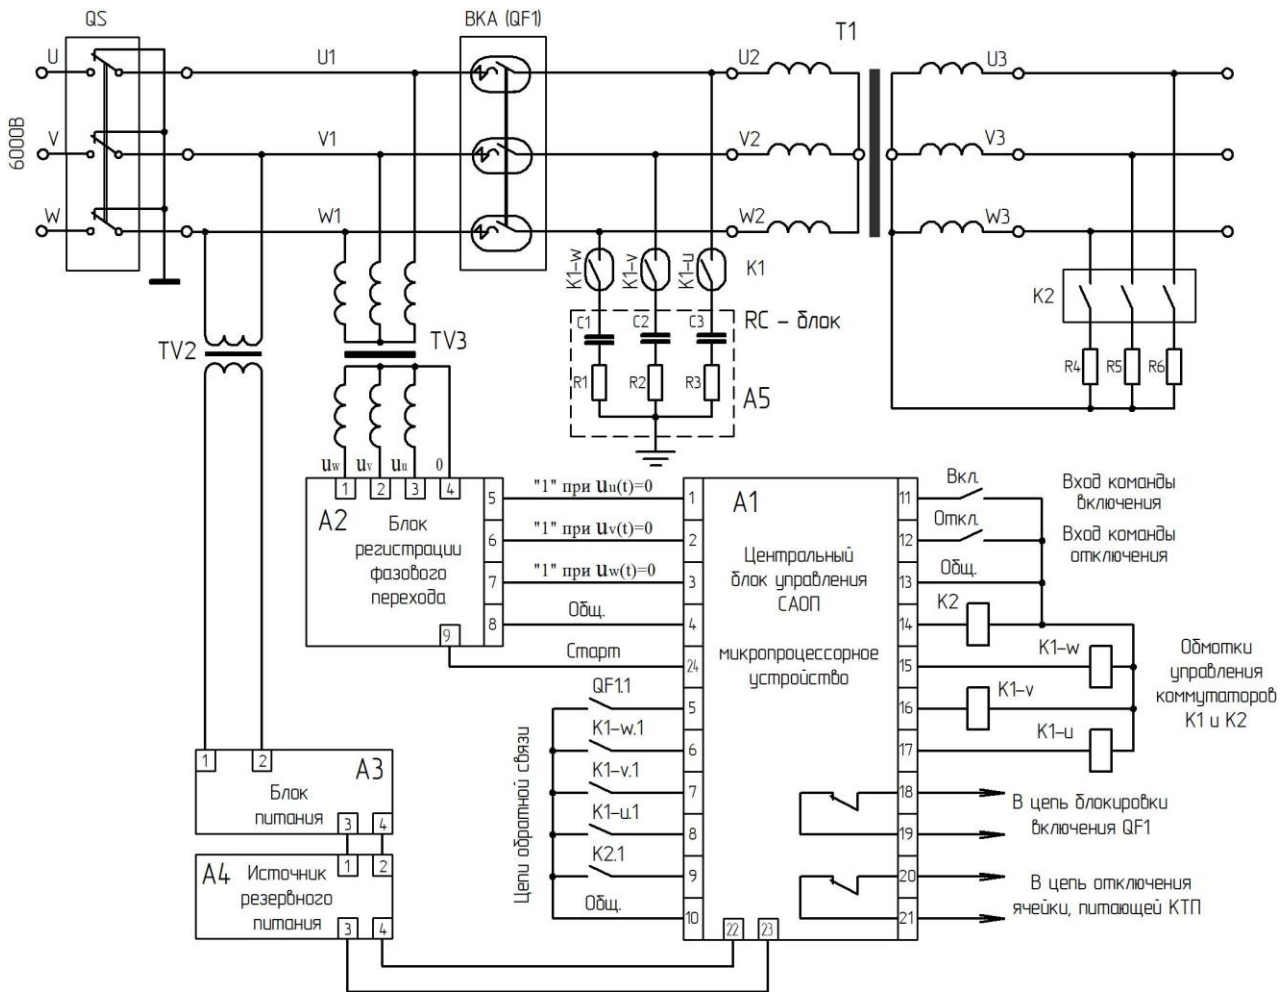 QS
ВКА (QF1)
T1
6000В
U
U1
U2
U3
V
V1
V2
V3
W
W1
W2
W3
K1-w
K1-v
K1-u
K1
K2
TV2
TV3
C1
C2
C3
RC - блок
R1
R2
R3
A5
R4
R5
R6
uw
uv
uu
0
1
2
3
4
A2
Блок
регистрации
фазового
перехода
5
6
7
8
9
"1" при uu(t)=0
"1" при uv(t)=0
"1" при uw(t)=0
Общ.
Старт
QF1.1
K1-w.1
K1-v.1
K1-u.1
K2.1
Общ.
Цепи обратной связи
1
2
3
4
24
5
6
7
8
9
10
A1
Центральный
блок управления
САОП
микропроцессорное
устройство
22
23
11
12
13
14
15
16
17
18
19
20
21
Вкл.
Откл.
Общ.
K2
K1-w
K1-v
K1-u
Вход команды
включения
Вход команды
отключения
Обмотки
управления
коммутаторов
K1 и K2
В цепь блокировки
включения QF1
В цепь отключения
ячейки, питающей КТП
1
2
A3
Блок
питания
3
4
A4
1
2
Источник
резервного
питания
3
4